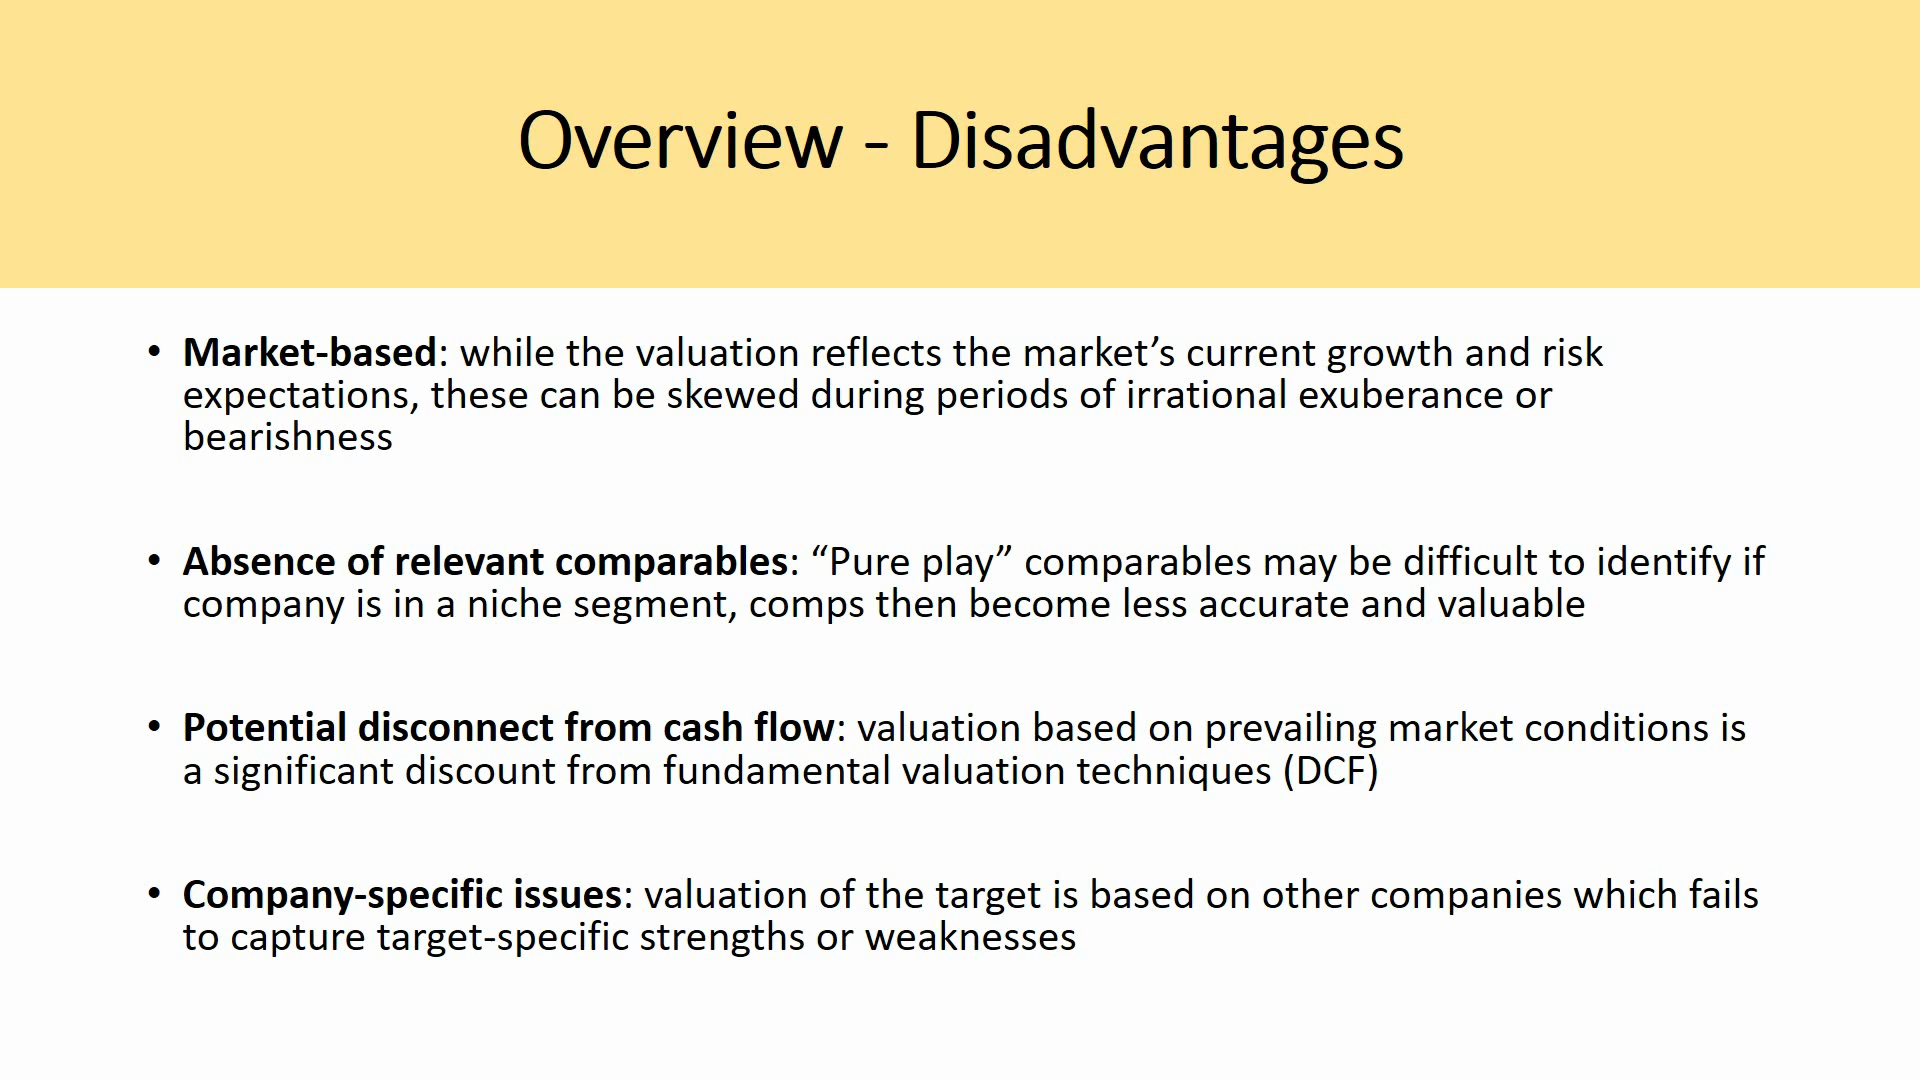 Overview - Disadvantages
• Market-based: while the valuation reflects the market’s current growth and risk
expectations, these can be skewed during periods of irrational exuberance or
bearishness
• Absence of relevant comparables: “Pure play” comparables may be difficult to identify if
company is in a niche segment, comps then become less accurate and valuable
• Potential disconnect from cash flow: valuation based on prevailing market conditions is
a significant discount from fundamental valuation techniques (DCF)
• Company-specific issues: valuation of the target is based on other companies which fails
to capture target-specific strengths or weaknesses